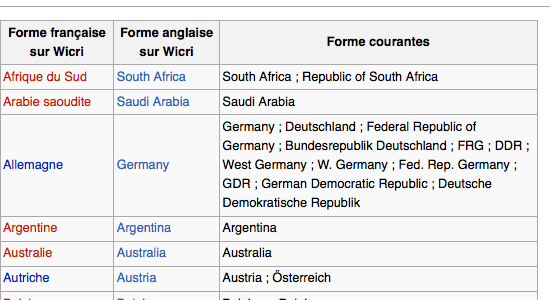 Forme française sur Wicri
Forme anglaise sur Wicri
Forme courantes
Afrique du Sud South Africa South Africa ; Republic of South Africa
Arabie saoudite Saudi Arabia Saudi Arabia
Allemagne Germany Germany ; Deutschland ; Federal Republic of
Germany ; Bundesrepublik Deutschland ; FRG ; DDR ;
West Germany ; W. Germany ; Fed. Rep. Germany ;
GDR ; German Democratic Republic ; Deutsche
Demokratische Republik
Argentine Argentina Argentina
Australie Australia Australia
Autriche Austria Austria ; Österreich